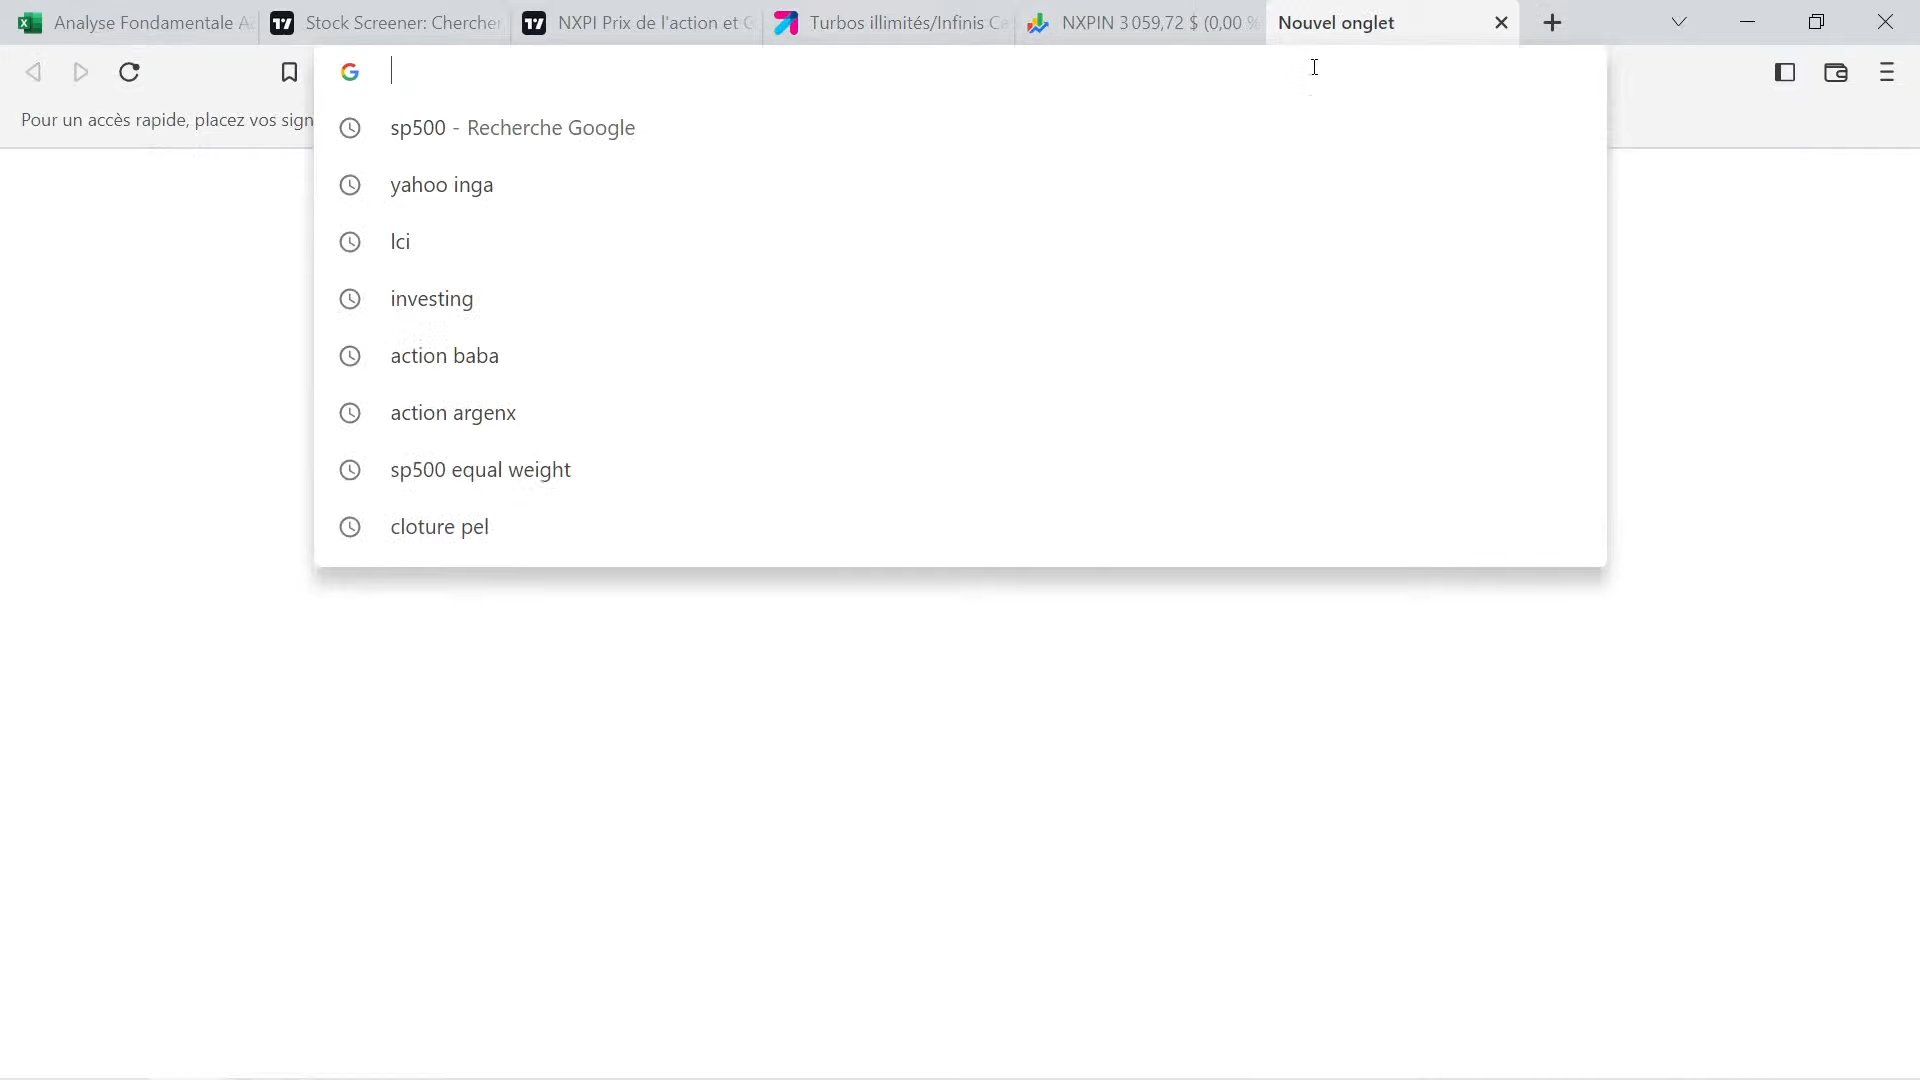 Analyse Fondamentale A
Stock Screener: Chercher
NXPI Prix de l'action et G
Turbos illimités/Infinis Ca
NXPIN 3 059,72 $ (0,00 %
Nouvel onglet
Pour un accès rapide, placez vos sign
sp500 - Recherche Google
yahoo inga
lci
investing
action baba
action argenx
sp500 equal weight
cloture pel